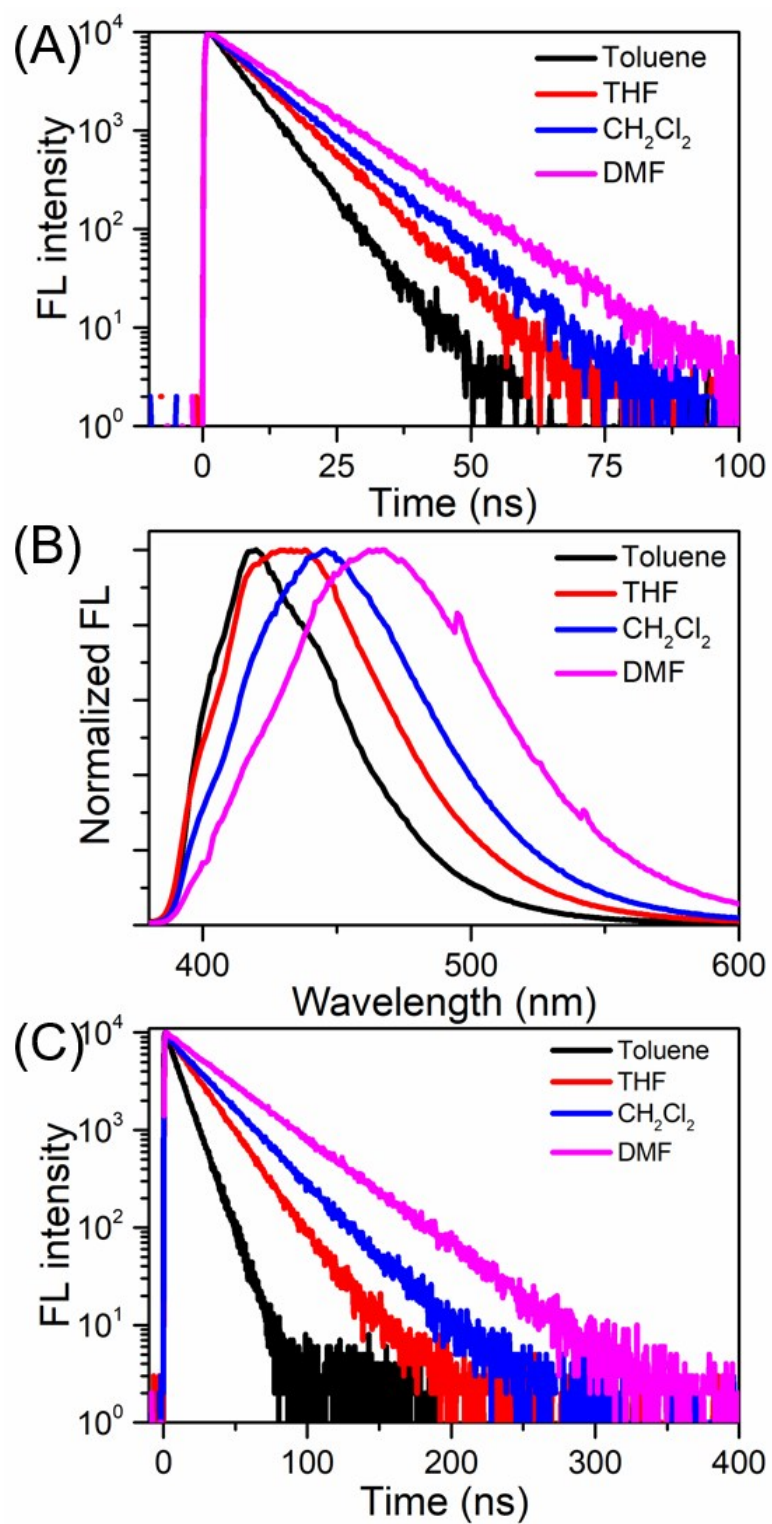 (A)
10⁴
10³
10²
10¹
10⁰
FL intensity
Toluene
THF
CH₂Cl₂
DMF
0 25 50 75 100
Time (ns)
(B)
Normalized FL
Toluene
THF
CH₂Cl₂
DMF
400 500 600
Wavelength (nm)
(C)
10⁴
10³
10²
10¹
10⁰
FL intensity
Toluene
THF
CH₂Cl₂
DMF
0 100 200 300 400
Time (ns)